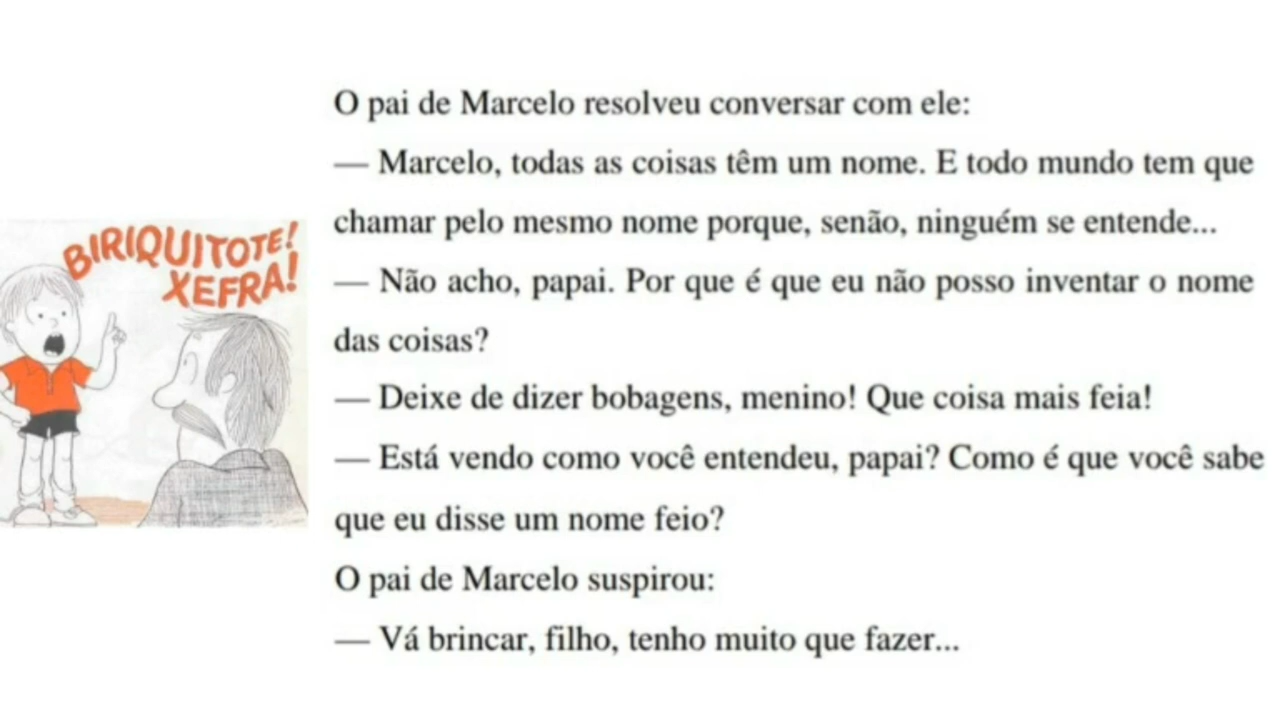 BIRIQUITOTE!
XEFRA!
O pai de Marcelo resolveu conversar com ele:
— Marcelo, todas as coisas têm um nome. E todo mundo tem que
chamar pelo mesmo nome porque, senão, ninguém se entende...
— Não acho, papai. Por que é que eu não posso inventar o nome
das coisas?
— Deixe de dizer bobagens, menino! Que coisa mais feia!
— Está vendo como você entendeu, papai? Como é que você sabe
que eu disse um nome feio?
O pai de Marcelo suspirou:
— Vá brincar, filho, tenho muito que fazer...